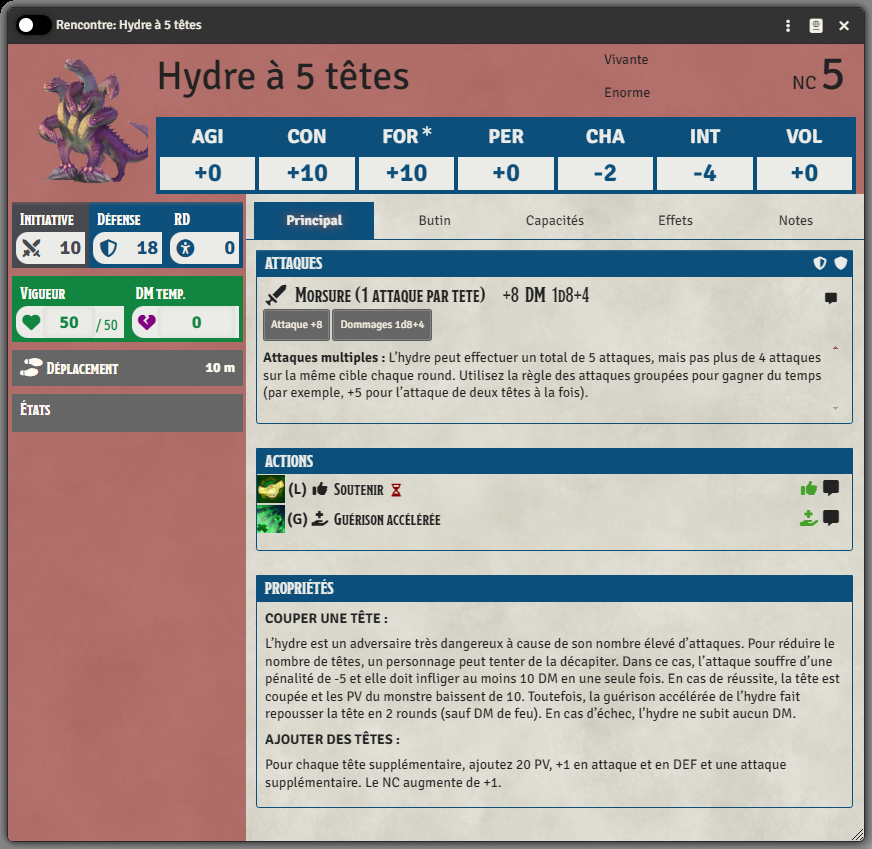 Rencontre: Hydre à 5 têtes
Hydre à 5 têtes
Vivante
Enorme
NC 5
AGI CON FOR* PER CHA INT VOL
+0 +10 +10 +0 -2 -4 +0
Initiative Défense RD
10 18 0
Vigueur DM temp.
50 / 50 0
Déplacement 10 m
États
Principal Butin Capacités Effets Notes
Attaques
Morsure (1 attaque par tete) +8 DM 1d8+4
Attaque +8 Dommages 1d8+4
Attaques multiples : L’hydre peut effectuer un total de 5 attaques, mais pas plus de 4 attaques
sur la même cible chaque round. Utilisez la règle des attaques groupées pour gagner du temps
(par exemple, +5 pour l’attaque de deux têtes à la fois).
Actions
(L) Soutenir
(G) Guérison accélérée
Propriétés
COUPER UNE TÊTE :
L’hydre est un adversaire très dangereux à cause de son nombre élevé d’attaques. Pour réduire le
nombre de têtes, un personnage peut tenter de la décapiter. Dans ce cas, l’attaque souffre d’une
pénalité de -5 et elle doit infliger au moins 10 DM en une seule fois. En cas de réussite, la tête est
coupée et les PV du monstre baissent de 10. Toutefois, la guérison accélérée de l’hydre fait
repousser la tête en 2 rounds (sauf DM de feu). En cas d’échec, l’hydre ne subit aucun DM.
AJOUTER DES TÊTES :
Pour chaque tête supplémentaire, ajoutez 20 PV, +1 en attaque et en DEF et une attaque
supplémentaire. Le NC augmente de +1.